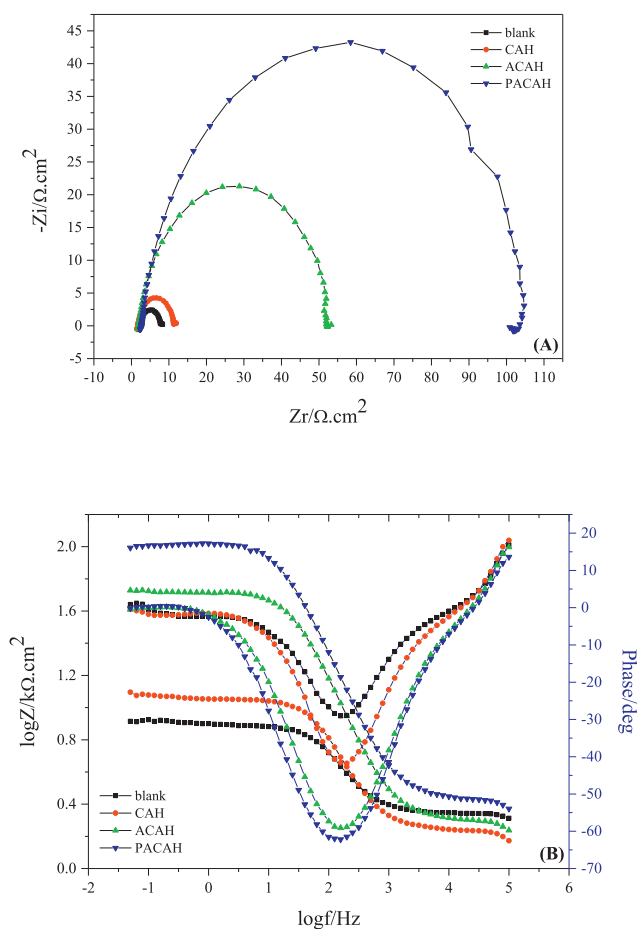 45
40
35
30
25
20
15
10
5
0
-5
-Zi/Ω.cm2
blank
CAH
ACAH
PACAH
(A)
-10 0 10 20 30 40 50 60 70 80 90 100 110
Zr/Ω.cm2
2.0
1.6
1.2
0.8
0.4
0.0
logZ/kΩ.cm2
20
10
0
-10
-20
-30
-40
-50
-60
-70
Phase/deg
blank
CAH
ACAH
PACAH
(B)
-2 -1 0 1 2 3 4 5 6
logf/Hz